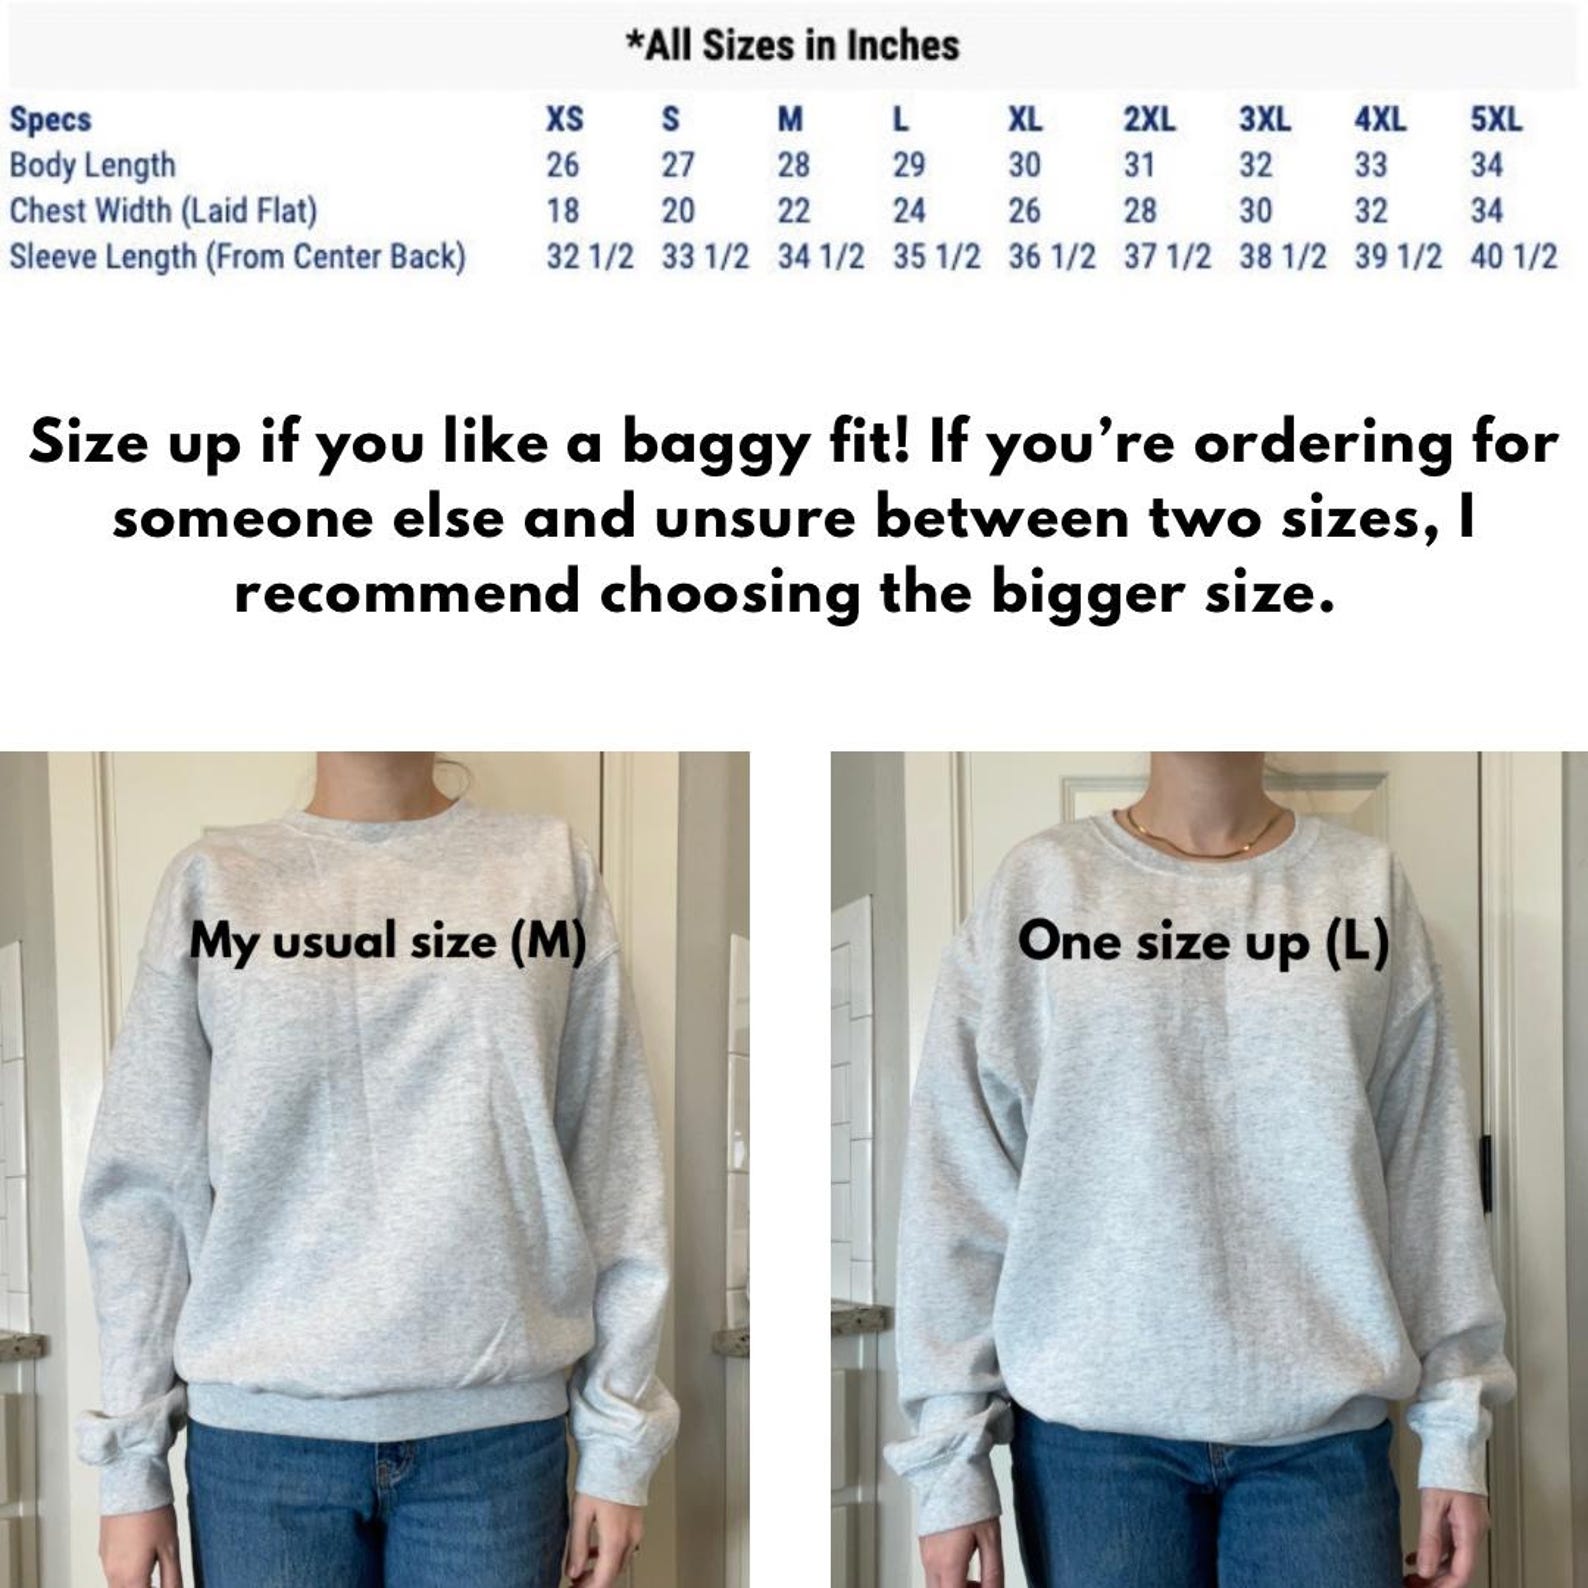 *All Sizes in Inches
Specs XS S M L XL 2XL 3XL 4XL 5XL
Body Length 26 27 28 29 30 31 32 33 34
Chest Width (Laid Flat) 18 20 22 24 26 28 30 32 34
Sleeve Length (From Center Back) 32 1/2 33 1/2 34 1/2 35 1/2 36 1/2 37 1/2 38 1/2 39 1/2 40 1/2
Size up if you like a baggy fit! If you’re ordering for
someone else and unsure between two sizes, I
recommend choosing the bigger size.
My usual size (M)
One size up (L)